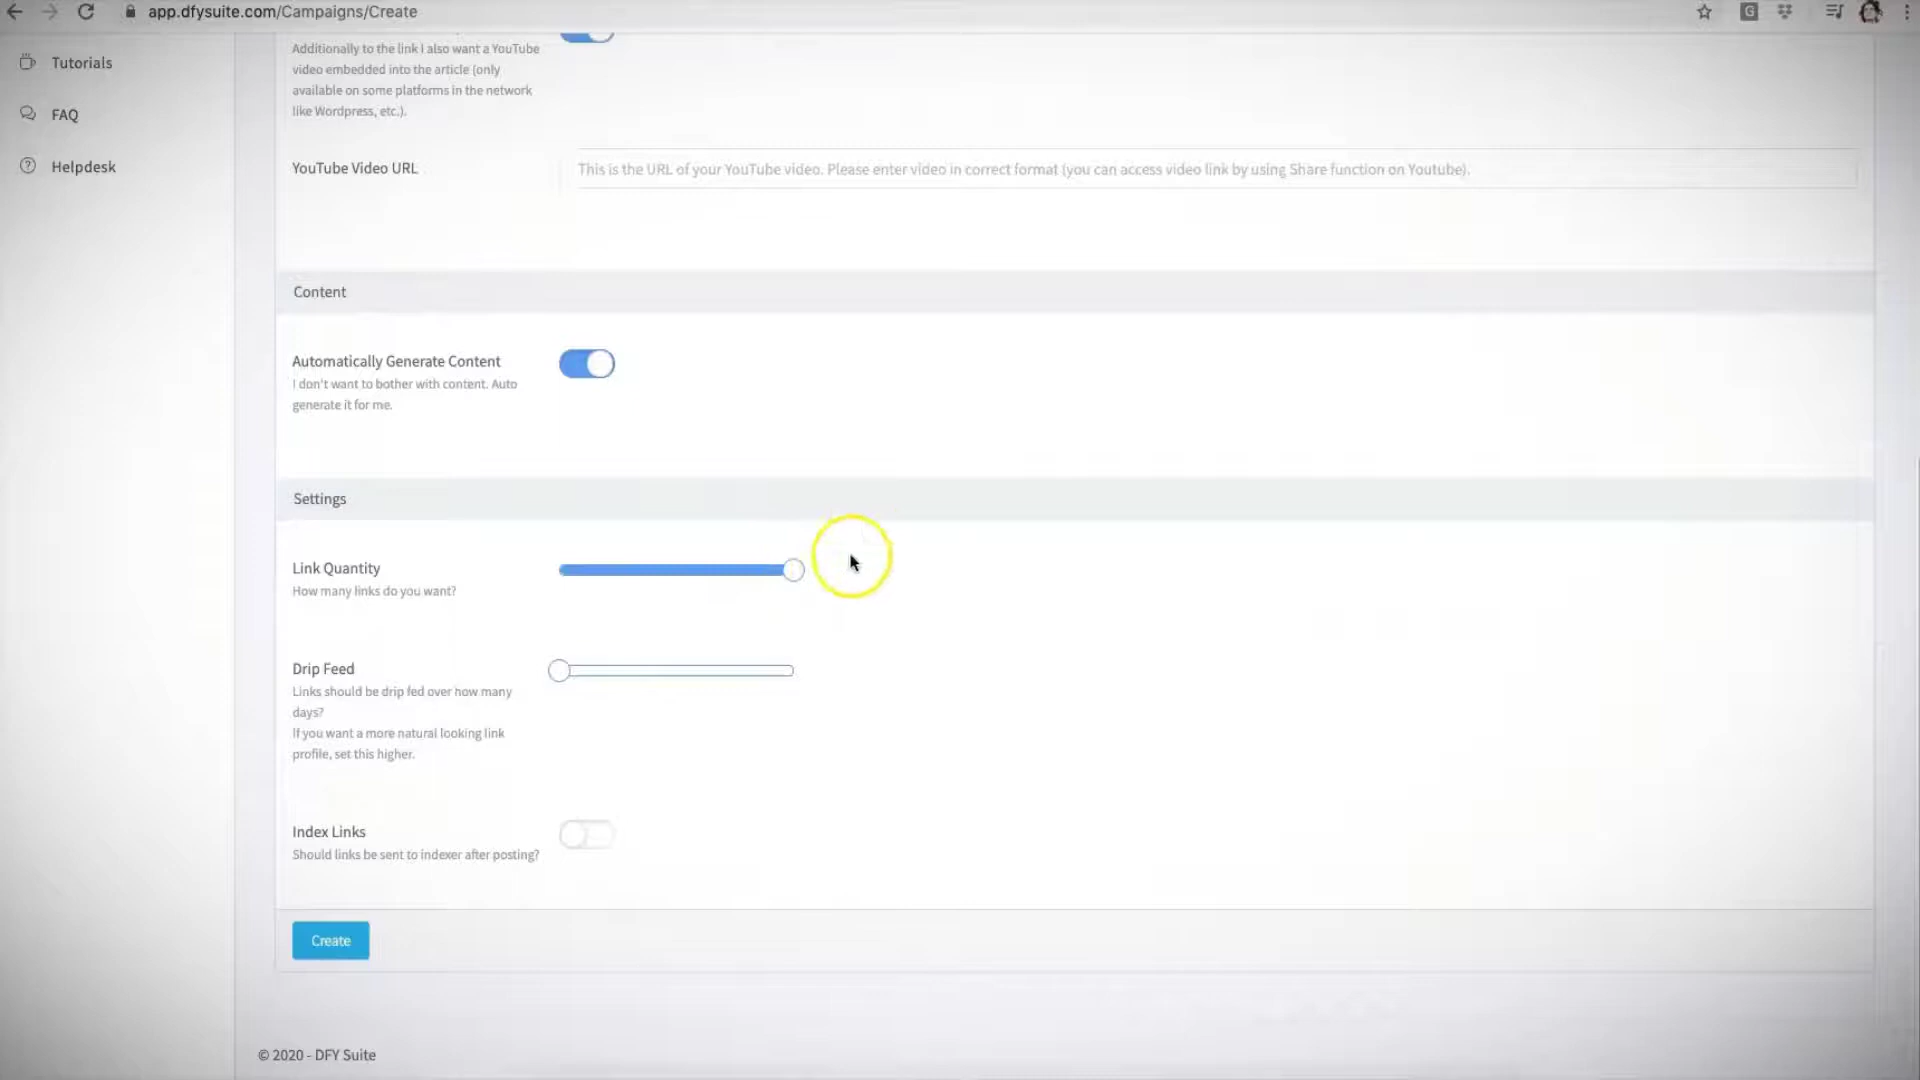 app.dfysuite.com/Campaigns/Create
Tutorials
FAQ
Helpdesk
Additionally to the link I also want a YouTube
video embedded into the article (only
available on some platforms in the network
like Wordpress, etc.).
YouTube Video URL
This is the URL of your YouTube video. Please enter video in correct format (you can access video link by using Share function on Youtube).
Content
Automatically Generate Content
I don't want to bother with content. Auto
generate it for me.
Settings
Link Quantity
How many links do you want?
Drip Feed
Links should be drip fed over how many
days?
If you want a more natural looking link
profile, set this higher.
Index Links
Should links be sent to indexer after posting?
Create
© 2020 - DFY Suite